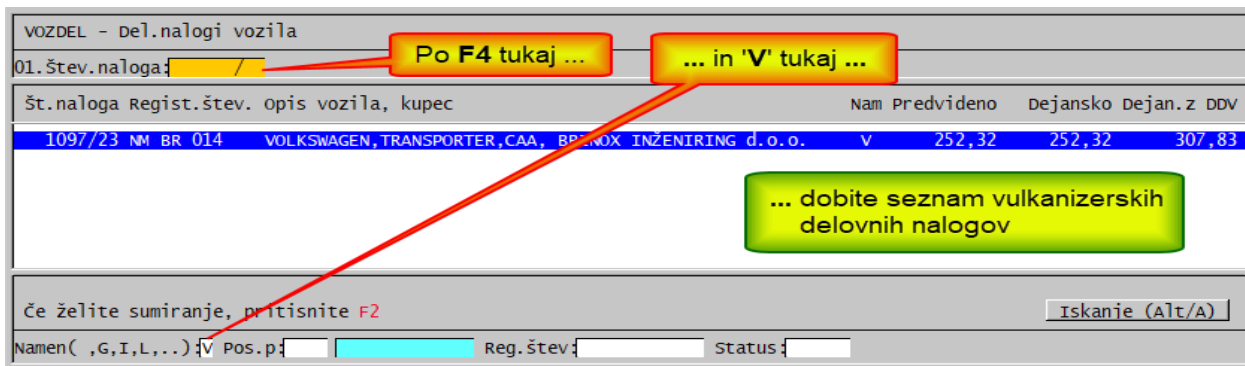 VOZDEL - Del.nalogi vozila
01.Štev.naloga: /
Po F4 tukaj ...
... in 'V' tukaj ...
Št.naloga Regist.štev. Opis vozila, kupec Nam Predvideno Dejansko Dejan.z DDV
1097/23 NM BR 014 VOLKSWAGEN,TRANSPORTER,CAA, BRINOX INŽENIRING d.o.o. V 252,32 252,32 307,83
... dobite seznam vulkanizerskih
delovnih nalogov
Če želite sumiranje, pritisnite F2
Iskanje (Alt/A)
Namen( ,G,I,L,..):V Pos.p: Reg.štev: Status: